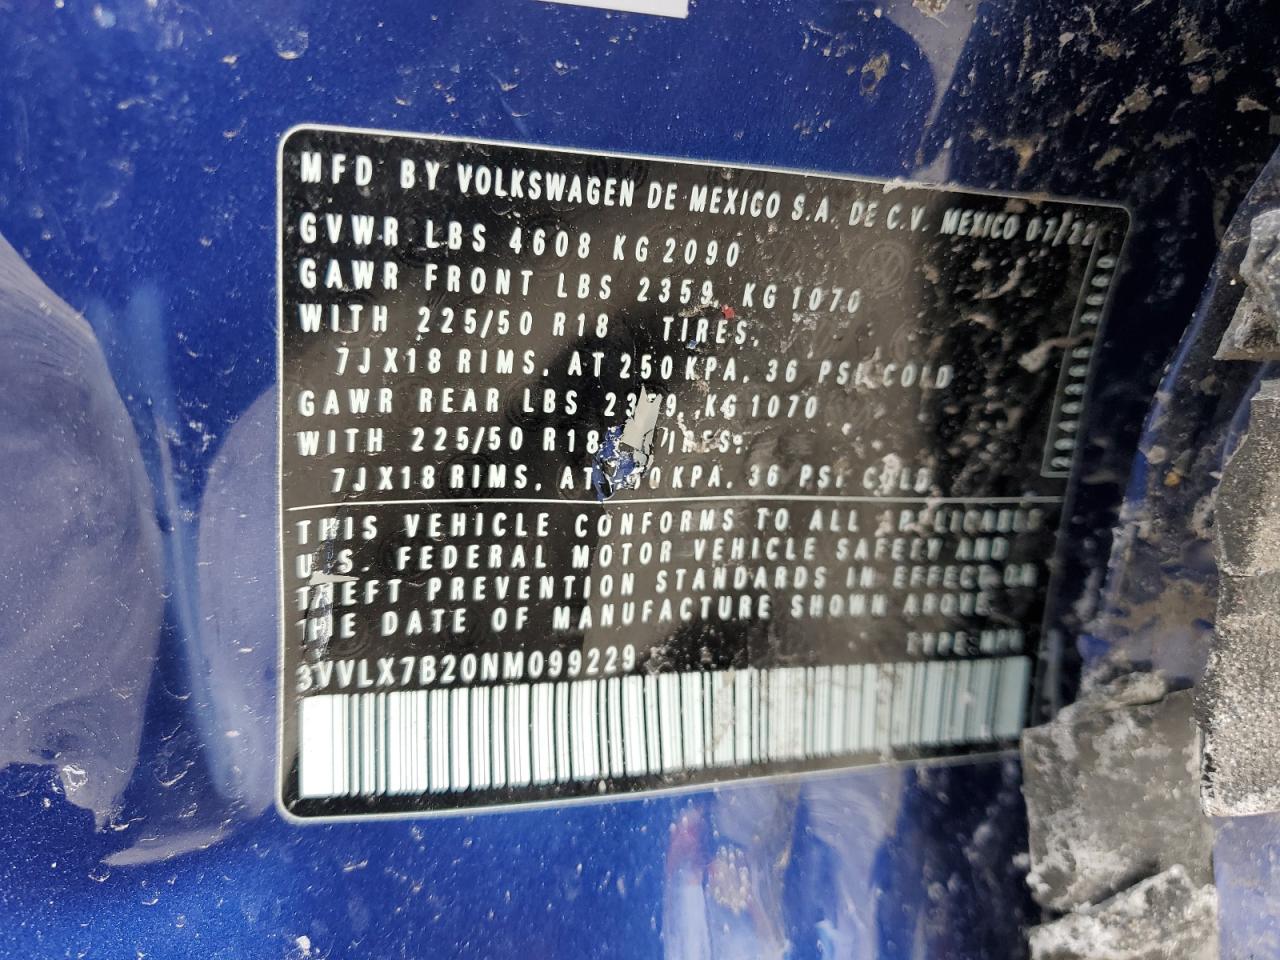 MFD BY VOLKSWAGEN DE MEXICO S.A. DE C.V. MEXICO 07/22
GVWR LBS 4608 KG 2090
GAWR FRONT LBS 2359, KG 1070
WITH 225/50 R18 TIRES,
7JX18 RIMS, AT 250 KPA, 36 PSI COLD
GAWR REAR LBS KG 1070
WITH 225/50 R18 TIRES,
7JX18 RIMS, AT KPA, 36 PSI COLD
THIS VEHICLE CONFORMS TO ALL APPLICABLE
U.S. FEDERAL MOTOR VEHICLE SAFETY AND
THEFT PREVENTION STANDARDS IN EFFECT ON
THE DATE OF MANUFACTURE SHOWN ABOVE
TYPE: MPV
3VVLX7B20NM099229